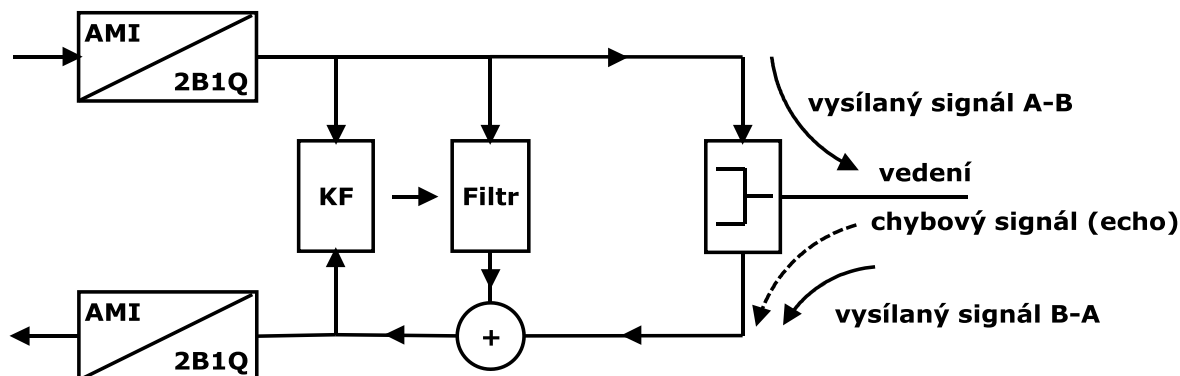 AMI
2B1Q
vysílaný signál A-B
vedení
KF
Filtr
chybový signál (echo)
AMI
2B1Q
+
vysílaný signál B-A